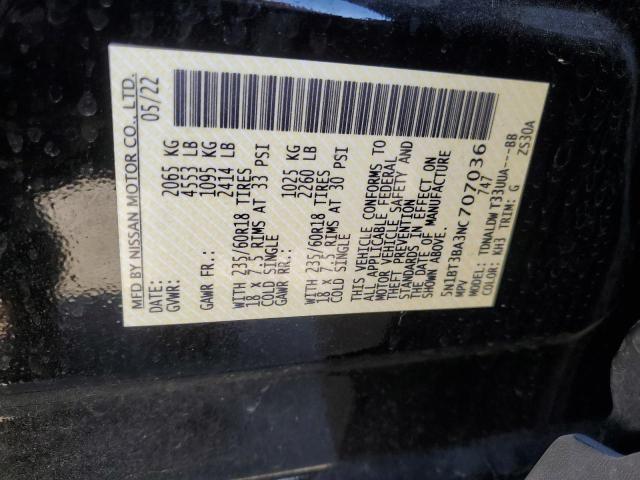 MFD BY NISSAN MOTOR CO., LTD.
DATE: 05/22
GVWR: 2065 KG
4553 LB
GAWR FR.: 1095 KG
2414 LB
WITH 235/60R18 TIRES
18 X 7.5 RIMS AT 33 PSI
COLD SINGLE
GAWR RR.: 1025 KG
2260 LB
WITH 235/60R18 TIRES
18 X 7.5 RIMS AT 30 PSI
COLD SINGLE
THIS VEHICLE CONFORMS TO
ALL APPLICABLE FEDERAL
MOTOR VEHICLE SAFETY AND
THEFT PREVENTION
STANDARDS IN EFFECT ON
THE DATE OF MANUFACTURE
SHOWN ABOVE.
5N1BT3BA3NC707036
MPV 747
MODEL: TDNALDW T33UUA----BB
COLOR: KH3 TRIM: G ZS30A